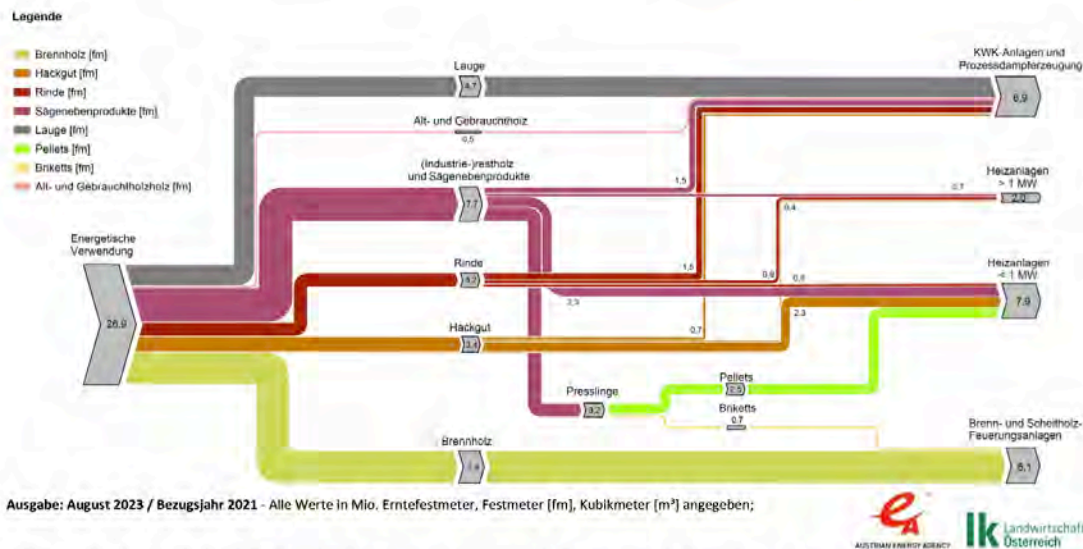 Legende
Brennholz [fm]
Hackgut [fm]
Rinde [fm]
Sägenebenprodukte [fm]
Lauge [fm]
Pellets [fm]
Briketts [fm]
Alt- und Gebrauchtholzholz [fm]
Energetische
Verwendung
26,9
Lauge
4,7
Alt- und Gebrauchtholz
0,5
(Industrie-)restholz
und Sägenebenprodukte
7,7
Rinde
Hackgut
3,4
Brennholz
Presslinge
3,2
Pellets
2,5
Briketts
0,7
1,5
1,5
0,7
2,3
0,4
0,7
2,3
KWK-Anlagen und
Prozessdampferzeugung
6,9
Heizanlagen
> 1 MW
2,0
Heizanlagen
< 1 MW
7,9
Brenn- und Scheitholz-
Feuerungsanlagen
8,1
Ausgabe: August 2023 / Bezugsjahr 2021 - Alle Werte in Mio. Erntefestmeter, Festmeter [fm], Kubikmeter [m³] angegeben;
AUSTRIAN ENERGY AGENCY
lk Landwirtschaft
Österreich